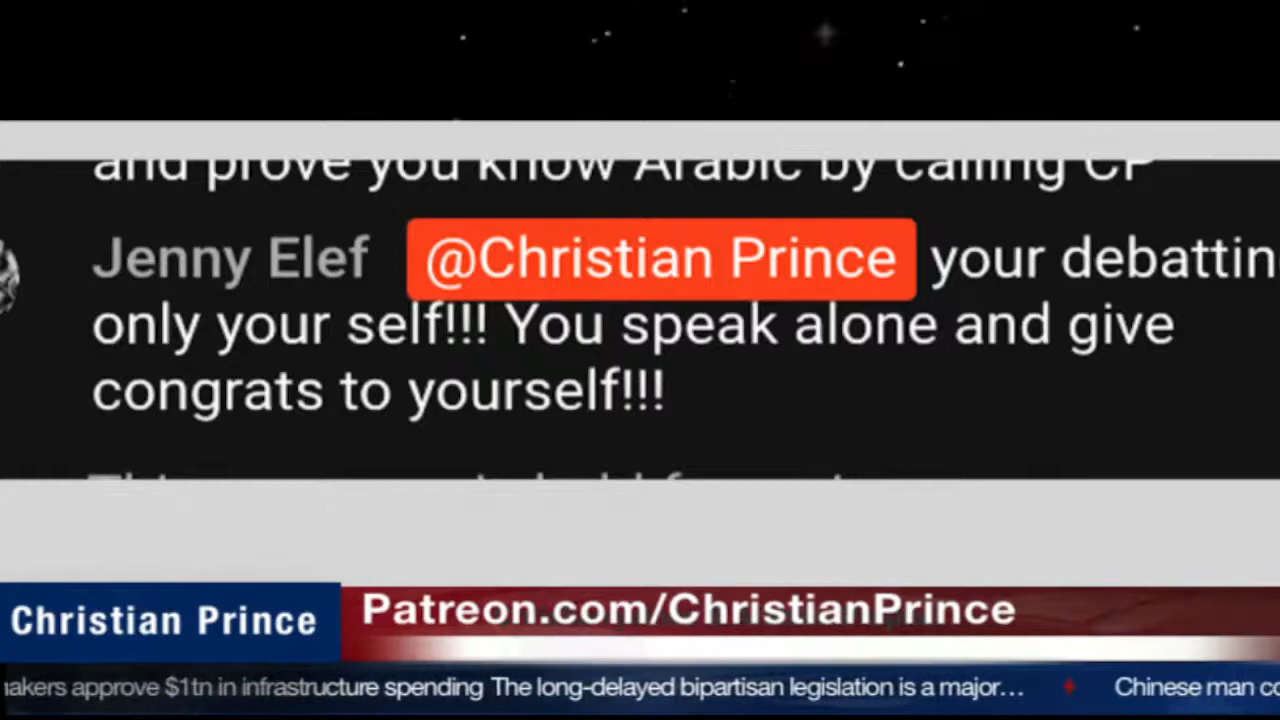 and prove you know Arabic by calling CP
Jenny Elef @Christian Prince your debattin
only your self!!! You speak alone and give
congrats to yourself!!!
Christian Prince
Patreon.com/ChristianPrince
akers approve $1tn in infrastructure spending The long-delayed bipartisan legislation is a major… Chinese man co